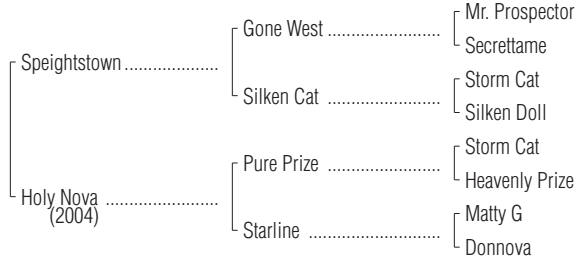 Mr. Prospector
Gone West ......................
Secrettame
Speightstown ....................
Storm Cat
Silken Cat ......................
Silken Doll
Storm Cat
Pure Prize ......................
Heavenly Prize
Holy Nova ........................
(2004)
Matty G
Starline ..........................
Donnova